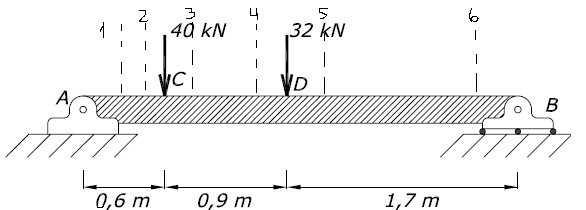 1 2 3 4 5 6
40 kN 32 kN
A C D B
0,6 m 0,9 m 1,7 m